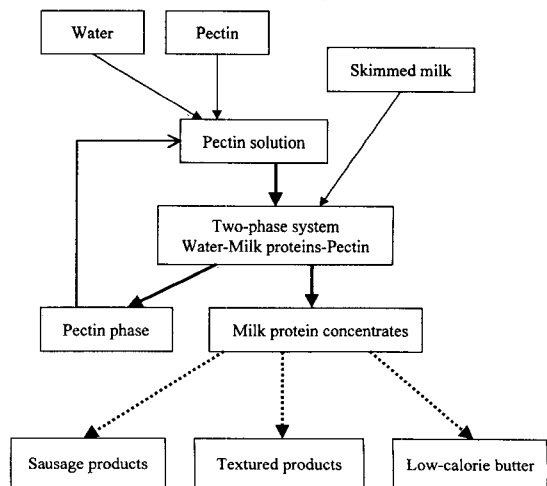 Water
Pectin
Skimmed milk
Pectin solution
Two-phase system
Water-Milk proteins-Pectin
Pectin phase
Milk protein concentrates
Sausage products
Textured products
Low-calorie butter